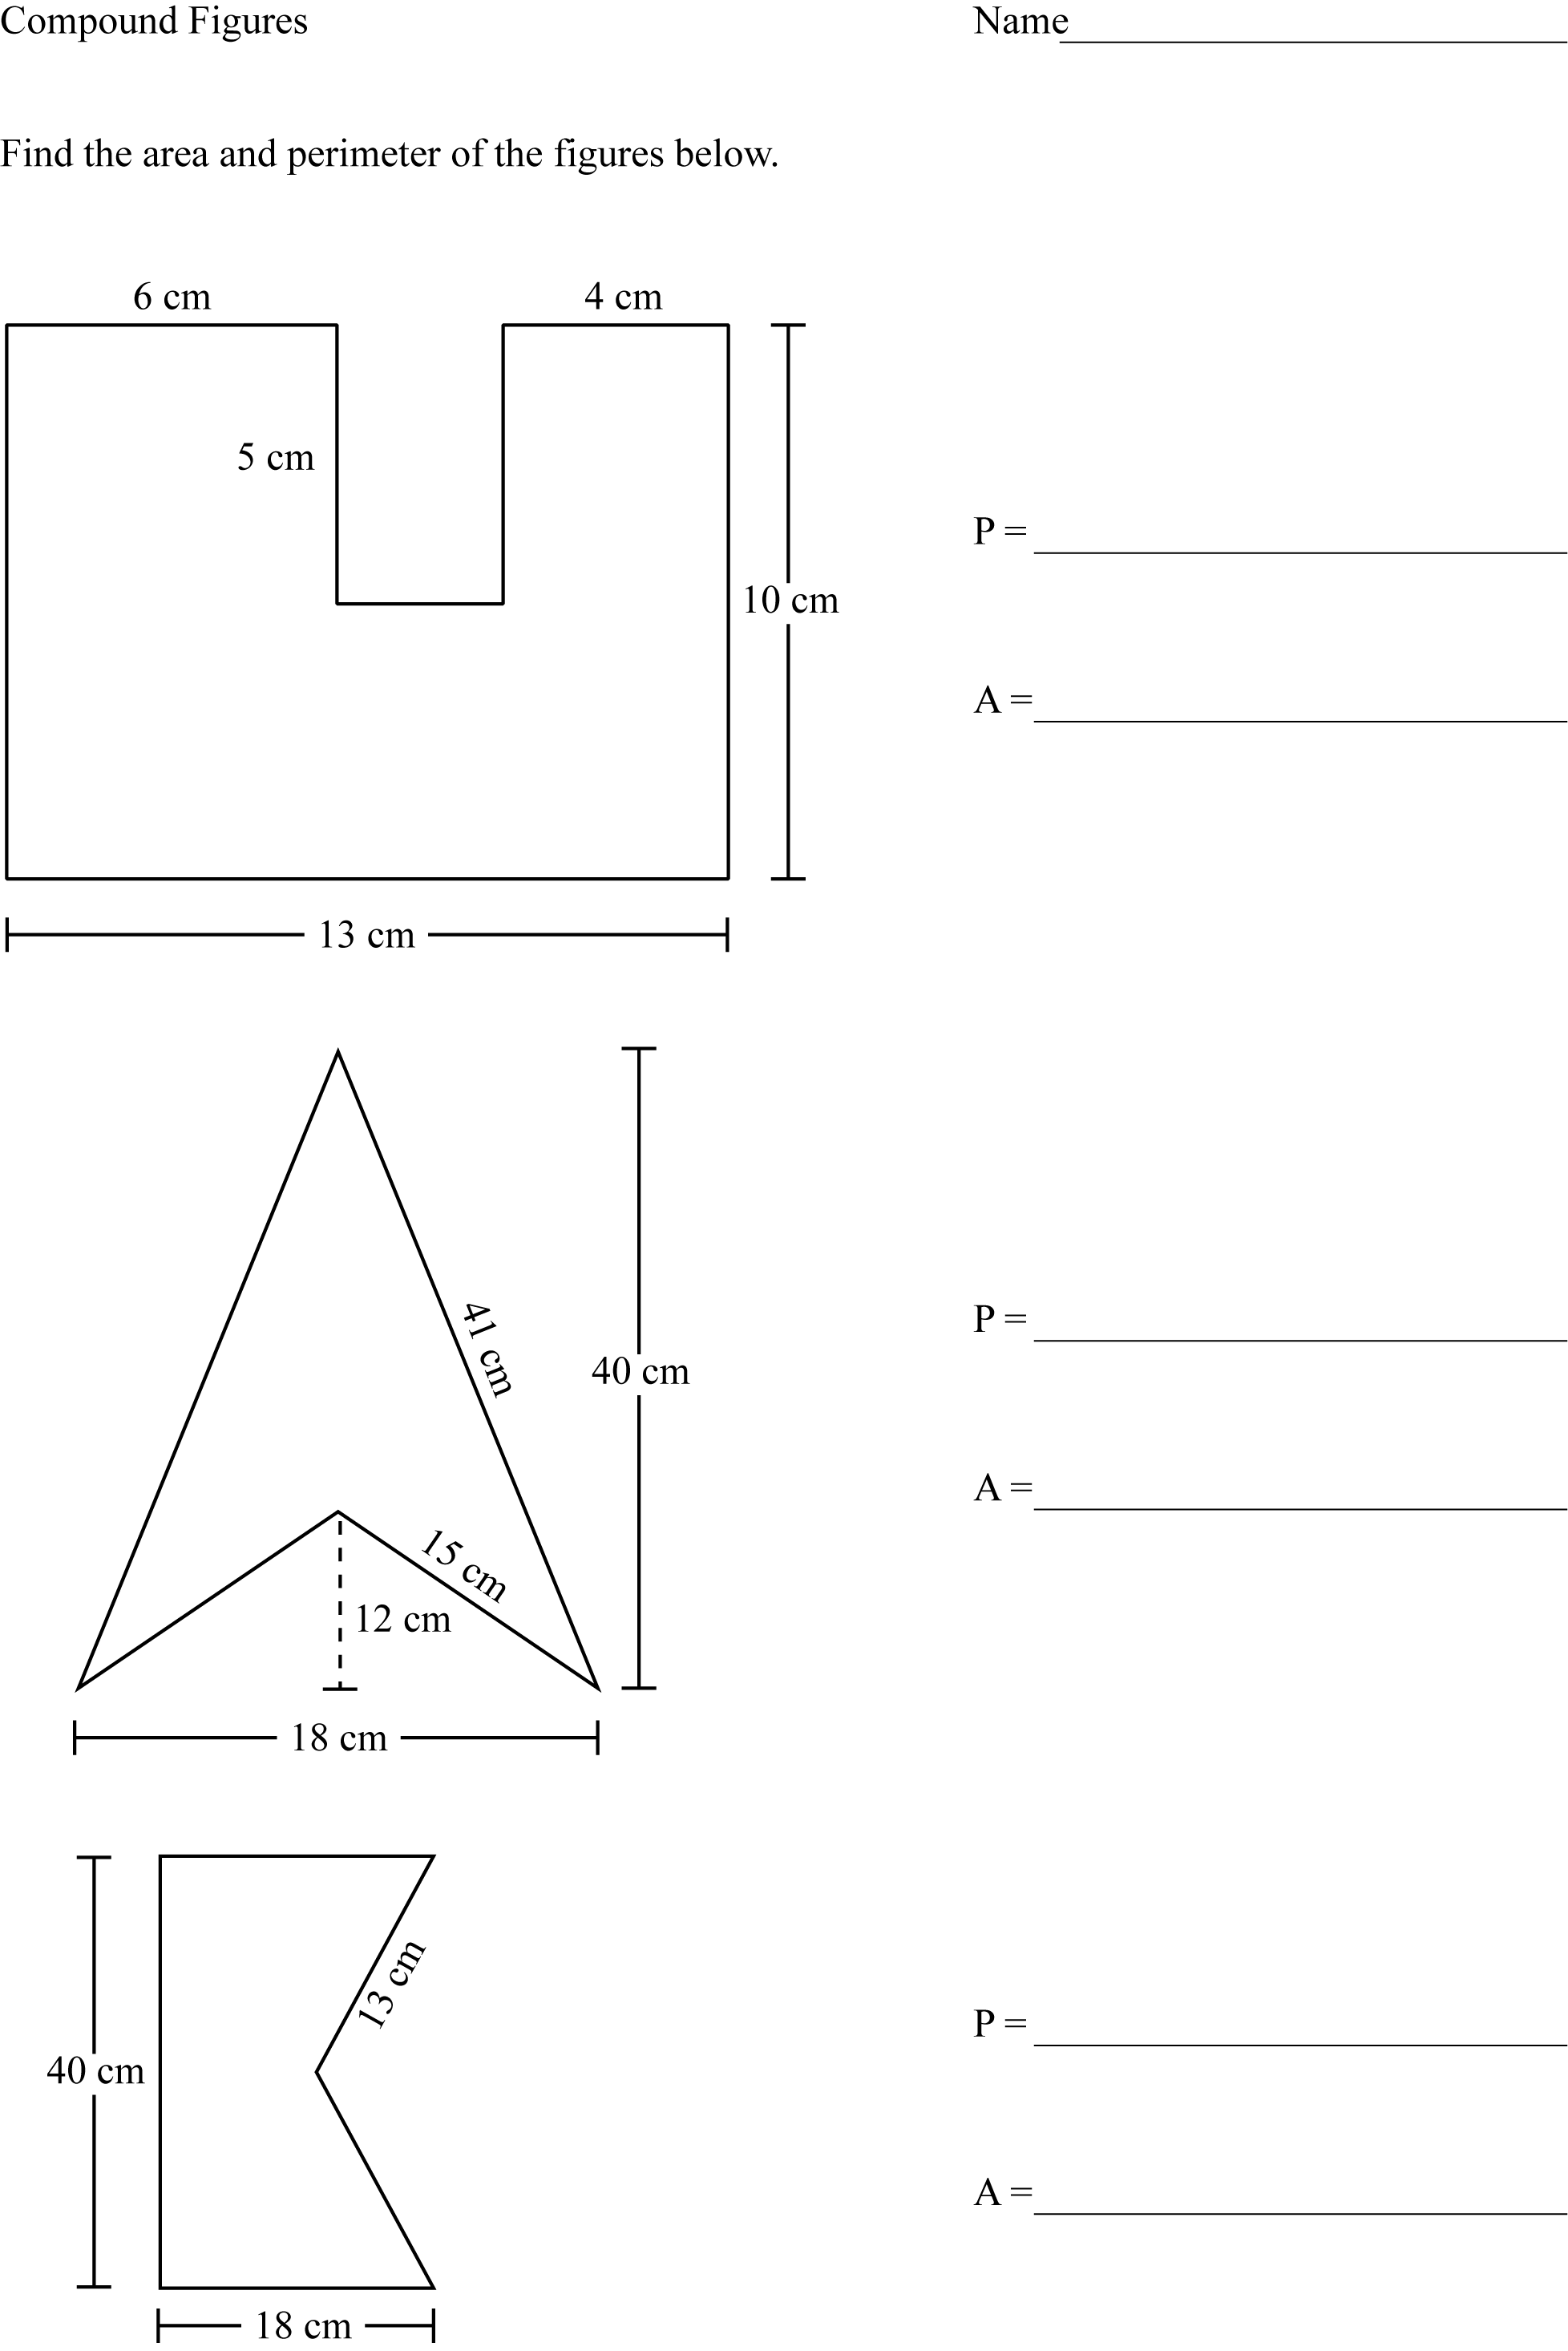 Compound Figures
Name
Find the area and perimeter of the figures below.
6 cm
4 cm
5 cm
10 cm
P =
A =
13 cm
41 cm
40 cm
P =
A =
15 cm
12 cm
18 cm
13 cm
40 cm
P =
A =
18 cm